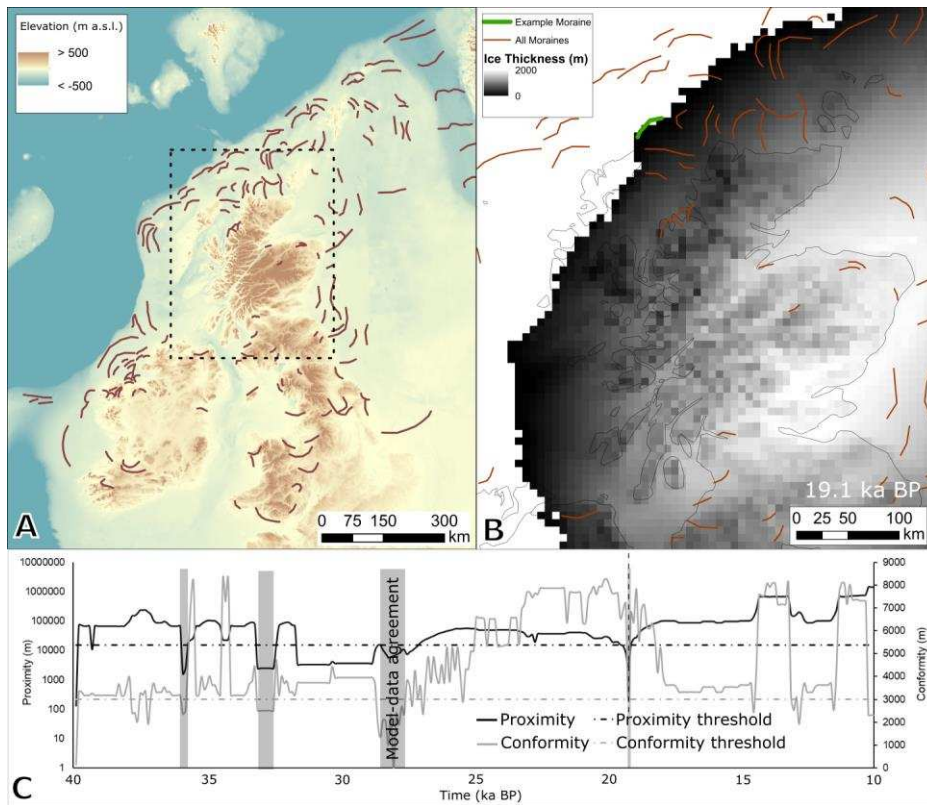 Elevation (m a.s.l.)
> 500
< -500
A
0 75 150 300
km
Example Moraine
All Moraines
Ice Thickness (m)
2000
0
19.1 ka BP
B
0 25 50 100
km
10000000
1000000
100000
10000
1000
100
10
1
Proximity (m)
9000
8000
7000
6000
5000
4000
3000
2000
1000
0
Conformity (m)
Model-data agreement
Proximity
Proximity threshold
Conformity
Conformity threshold
C
40 35 30 28 20 19 15 10
Time (ka BP)